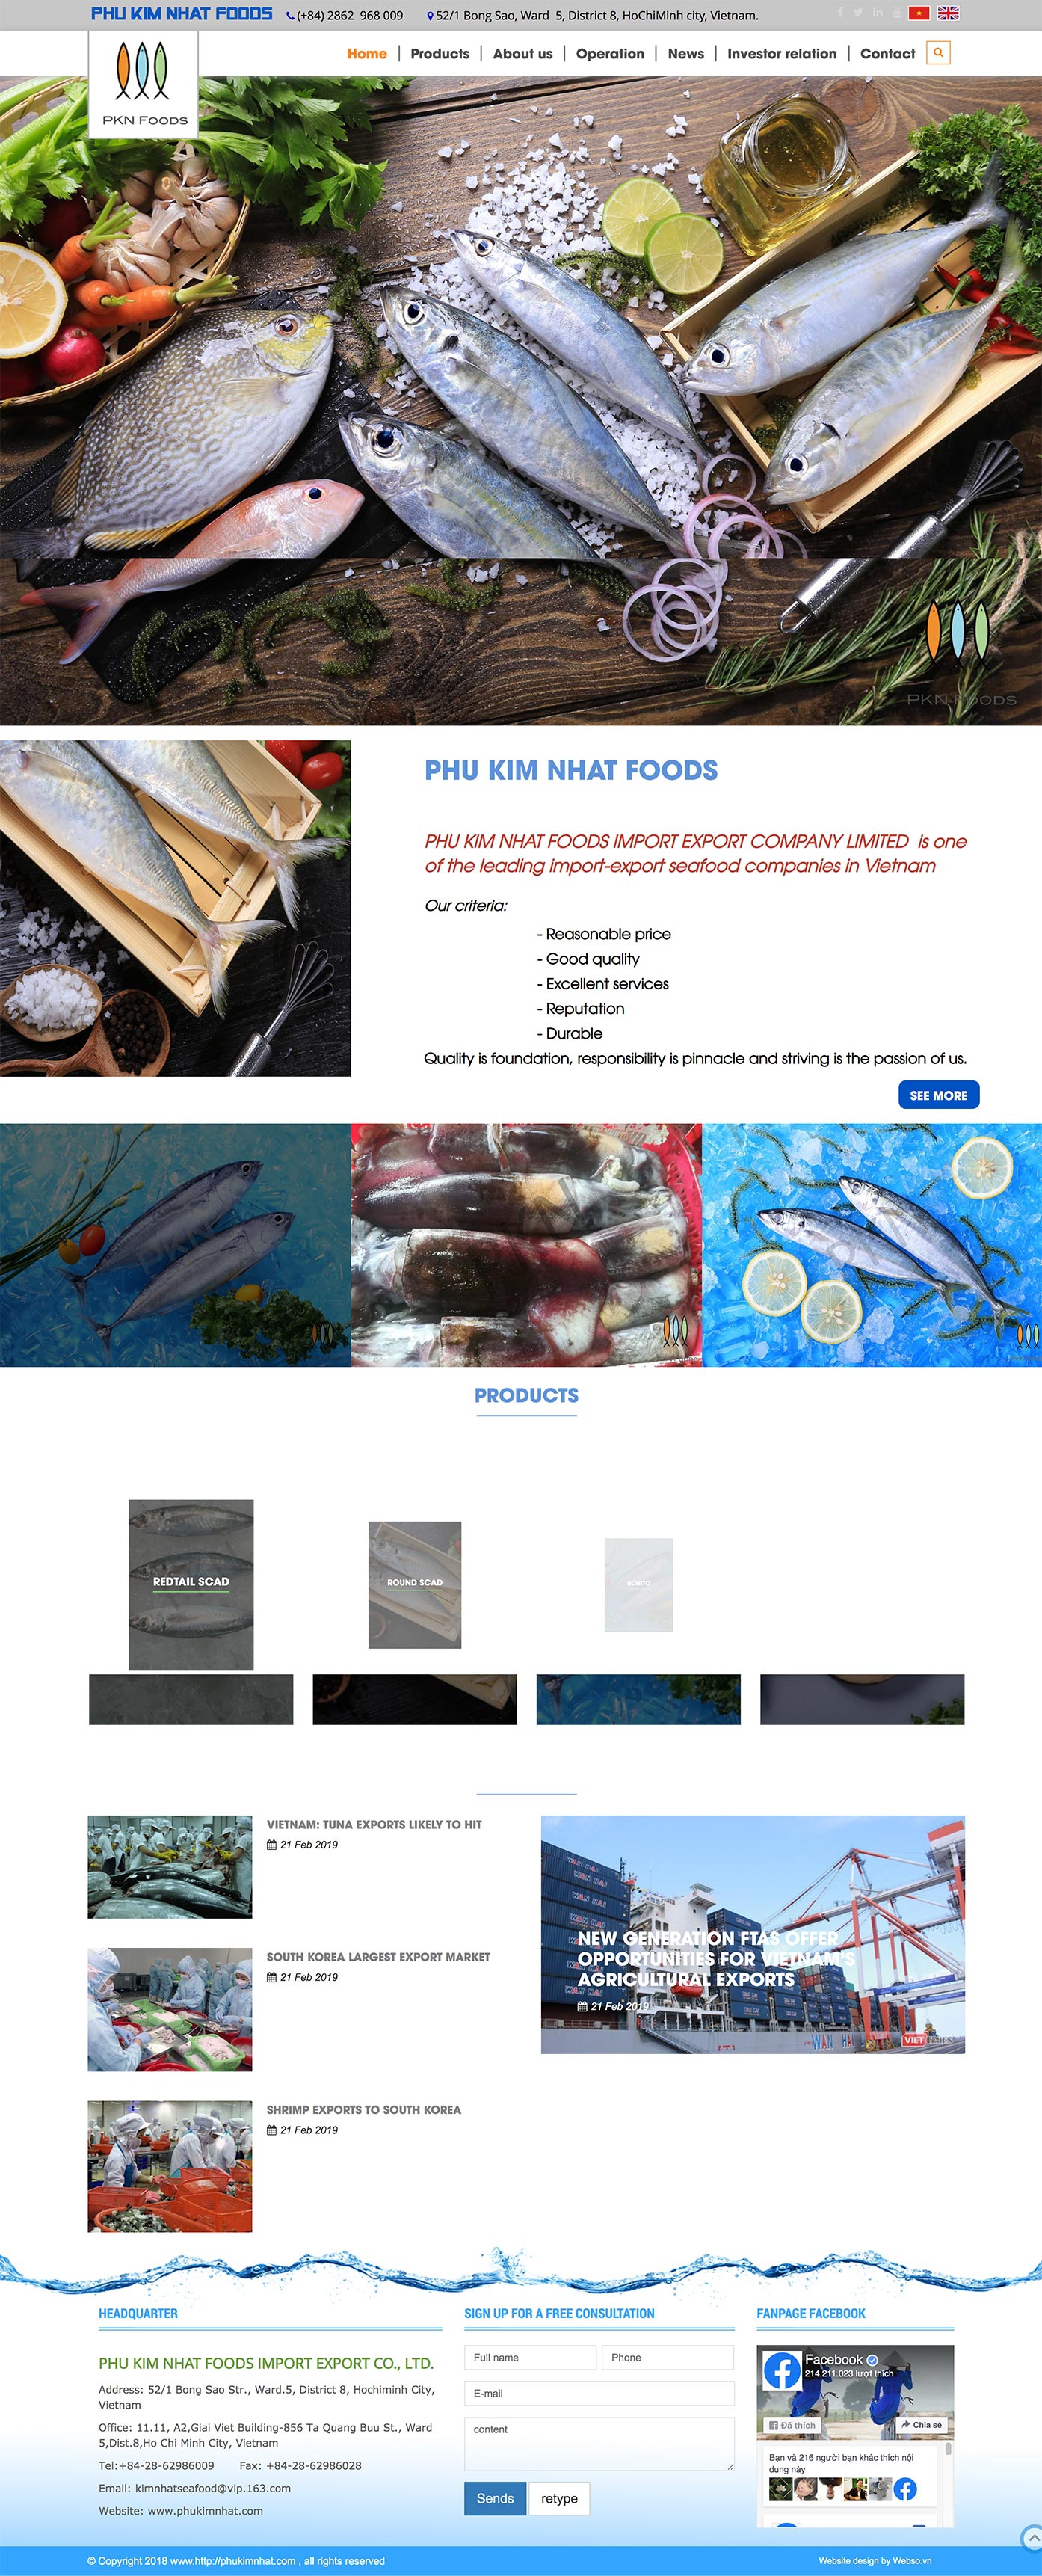 PHU KIM NHAT FOODS (+84) 2862 968 009 52/1 Bong Sao, Ward 5, District 8, HoChiMinh city, Vietnam.
PKN FOODS
Home Products About us Operation News Investor relation Contact
PKN FOODS
PHU KIM NHAT FOODS
PHU KIM NHAT FOODS IMPORT EXPORT COMPANY LIMITED is one
of the leading import-export seafood companies in Vietnam
Our criteria:
- Reasonable price
- Good quality
- Excellent services
- Reputation
- Durable
Quality is foundation, responsibility is pinnacle and striving is the passion of us.
SEE MORE
PRODUCTS
REDTAIL SCAD
ROUND SCAD
BONITO
VIETNAM: TUNA EXPORTS LIKELY TO HIT
21 Feb 2019
SOUTH KOREA LARGEST EXPORT MARKET
21 Feb 2019
SHRIMP EXPORTS TO SOUTH KOREA
21 Feb 2019
WAN HAI
NEW GENERATION FTAS OFFER
OPPORTUNITIES FOR VIETNAM'S
AGRICULTURAL EXPORTS
21 Feb 2019
WAN HAI
HEADQUARTER
PHU KIM NHAT FOODS IMPORT EXPORT CO., LTD.
Address: 52/1 Bong Sao Str., Ward.5, District 8, Hochiminh City,
Vietnam
Office: 11.11, A2,Giai Viet Building-856 Ta Quang Buu St., Ward
5,Dist.8,Ho Chi Minh City, Vietnam
Tel:+84-28-62986009 Fax: +84-28-62986028
Email: kimnhatseafood@vip.163.com
Website: www.phukimnhat.com
SIGN UP FOR A FREE CONSULTATION
Full name Phone
E-mail
content
Sends retype
FANPAGE FACEBOOK
Facebook
214.211.023 lượt thích
Đã thích Chia sẻ
Bạn và 216 người bạn khác thích nội
dung này
© Copyright 2018 www.http://phukimnhat.com , all rights reserved
Website design by Webso.vn